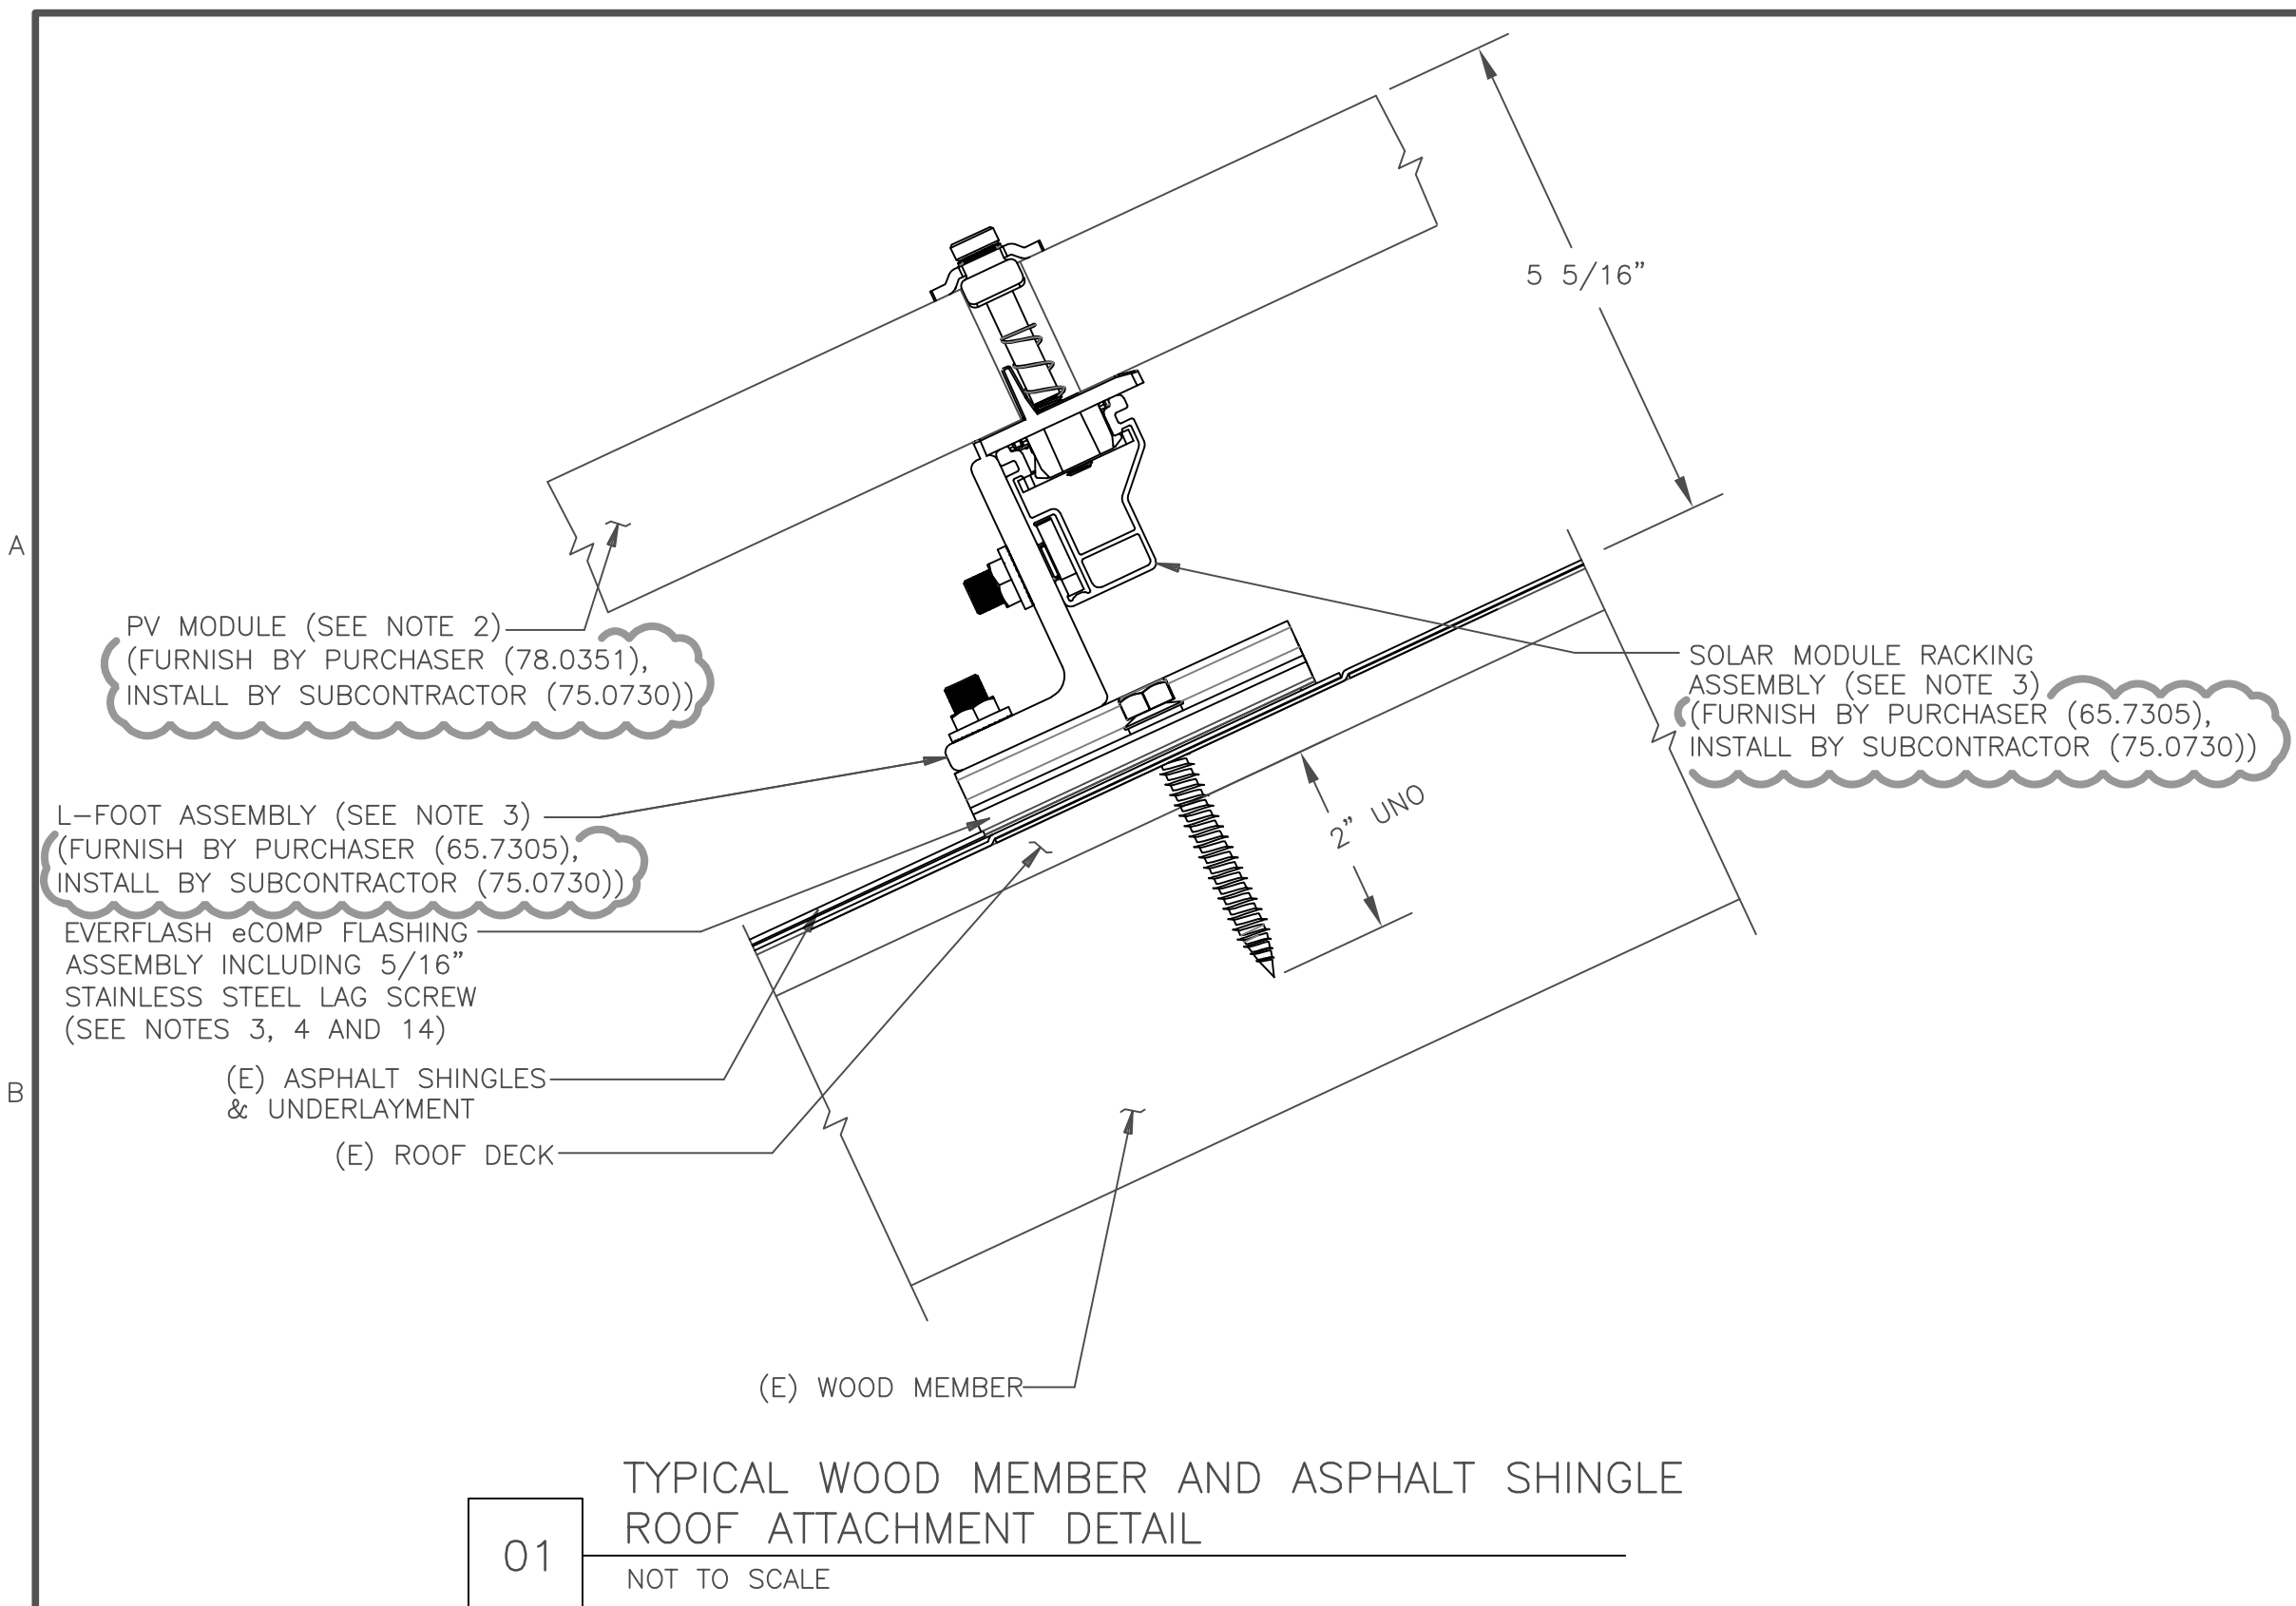 5 5/16”
A
PV MODULE (SEE NOTE 2)
(FURNISH BY PURCHASER (78.0351),
INSTALL BY SUBCONTRACTOR (75.0730))
SOLAR MODULE RACKING
ASSEMBLY (SEE NOTE 3)
(FURNISH BY PURCHASER (65.7305),
INSTALL BY SUBCONTRACTOR (75.0730))
2” UNO
L-FOOT ASSEMBLY (SEE NOTE 3)
(FURNISH BY PURCHASER (65.7305),
INSTALL BY SUBCONTRACTOR (75.0730))
EVERFLASH eCOMP FLASHING
ASSEMBLY INCLUDING 5/16”
STAINLESS STEEL LAG SCREW
(SEE NOTES 3, 4 AND 14)
B
(E) ASPHALT SHINGLES
& UNDERLAYMENT
(E) ROOF DECK
(E) WOOD MEMBER
01
TYPICAL WOOD MEMBER AND ASPHALT SHINGLE
ROOF ATTACHMENT DETAIL
NOT TO SCALE